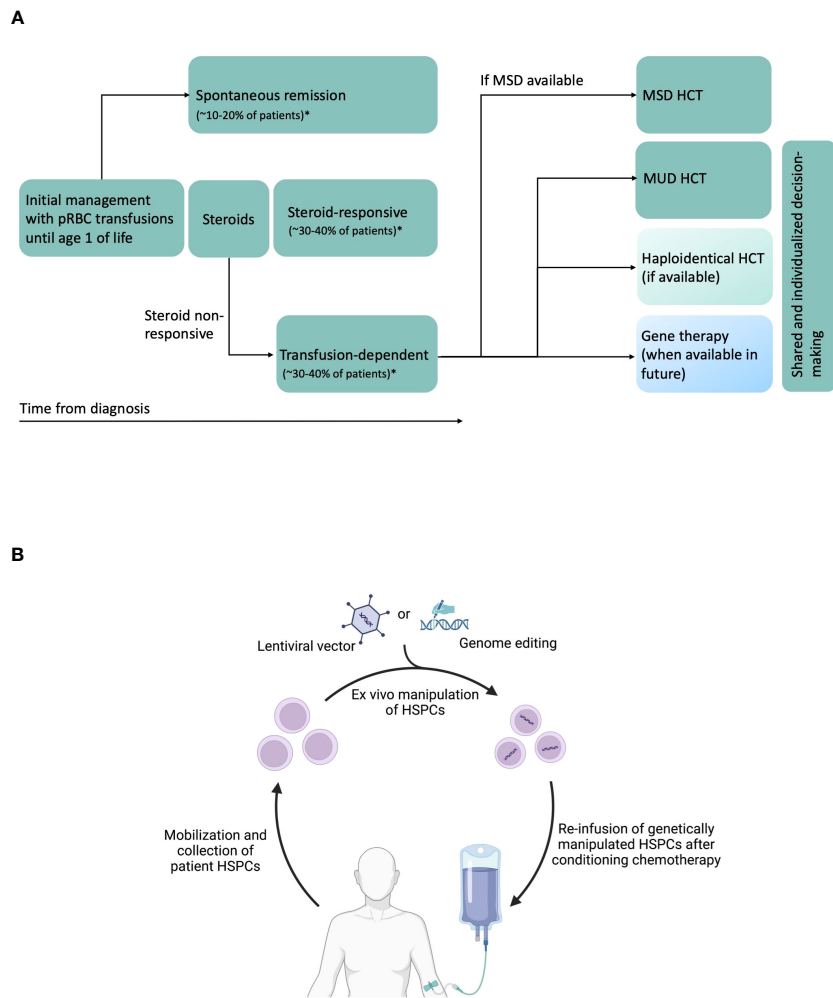 A
Spontaneous remission
(~10-20% of patients)*
If MSD available
MSD HCT
Initial management
with pRBC transfusions
until age 1 of life
Steroids
Steroid-responsive
(~30-40% of patients)*
MUD HCT
Haploidentical HCT
(if available)
Steroid non-
responsive
Transfusion-dependent
(~30-40% of patients)*
Gene therapy
(when available in
future)
Shared and individualized decision-
making
Time from diagnosis
B
Lentiviral vector
or
Genome editing
Ex vivo manipulation
of HSPCs
Mobilization and
collection of
patient HSPCs
Re-infusion of genetically
manipulated HSPCs after
conditioning chemotherapy